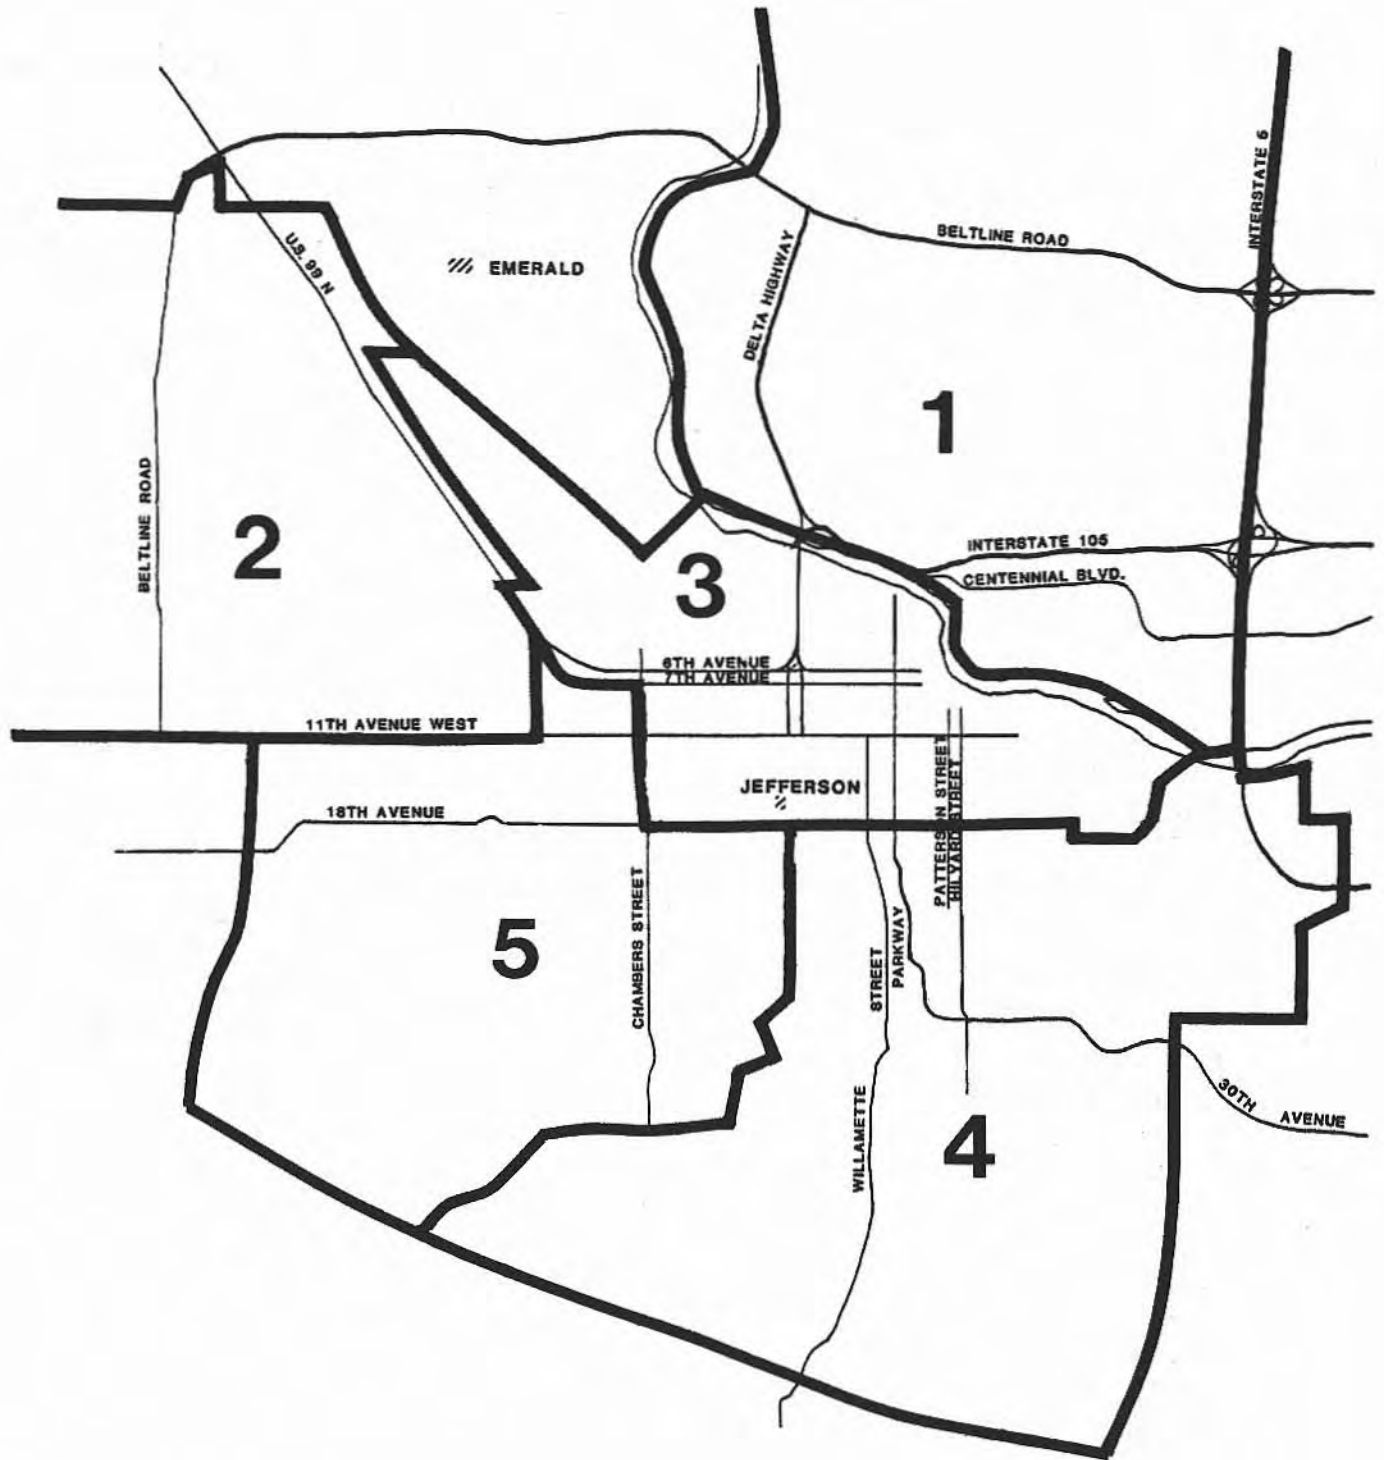 INTERSTATE 5
BELTLINE ROAD
U.S. 99 N
EMERALD
DELTA HIGHWAY
1
BELTLINE ROAD
2
INTERSTATE 105
3
CENTENNIAL BLVD.
6TH AVENUE
7TH AVENUE
11TH AVENUE WEST
JEFFERSON
PATTERSON STREET
HILYARD STREET
18TH AVENUE
5
CHAMBERS STREET
STREET
PARKWAY
WILLAMETTE
4
30TH
AVENUE